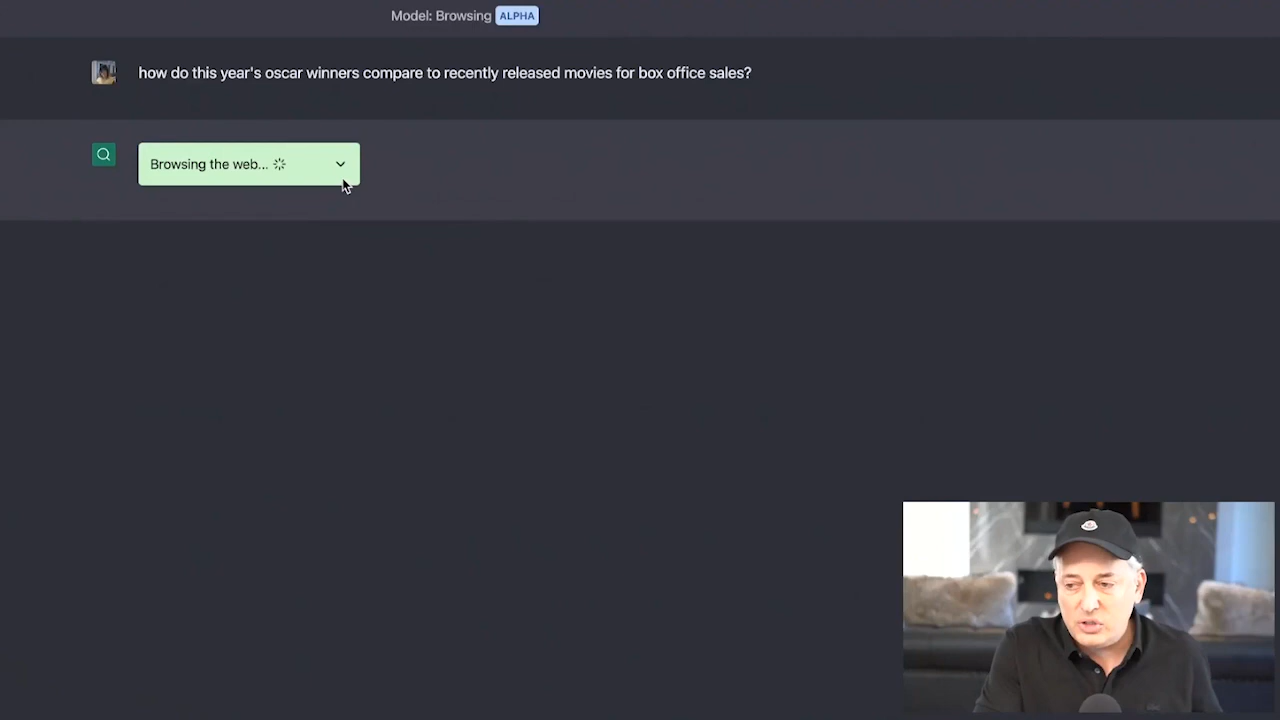 Model: Browsing ALPHA
how do this year's oscar winners compare to recently released movies for box office sales?
Browsing the web...